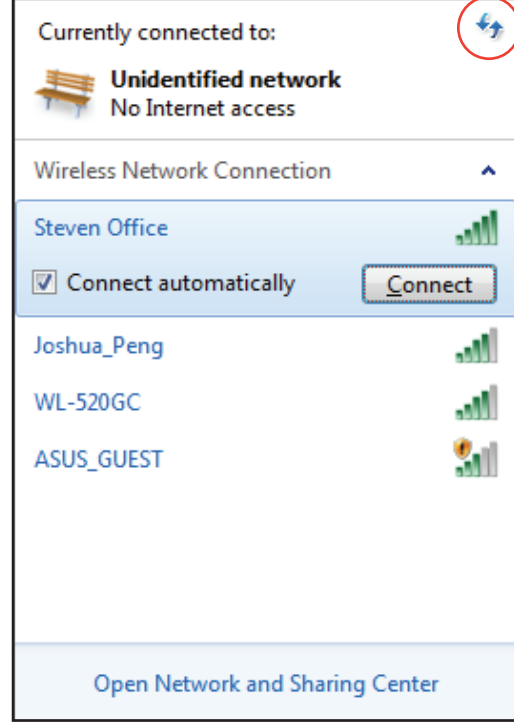 Currently connected to:
Unidentified network
No Internet access
Wireless Network Connection
Steven Office
Connect automatically
Connect
Joshua_Peng
WL-520GC
ASUS_GUEST
Open Network and Sharing Center